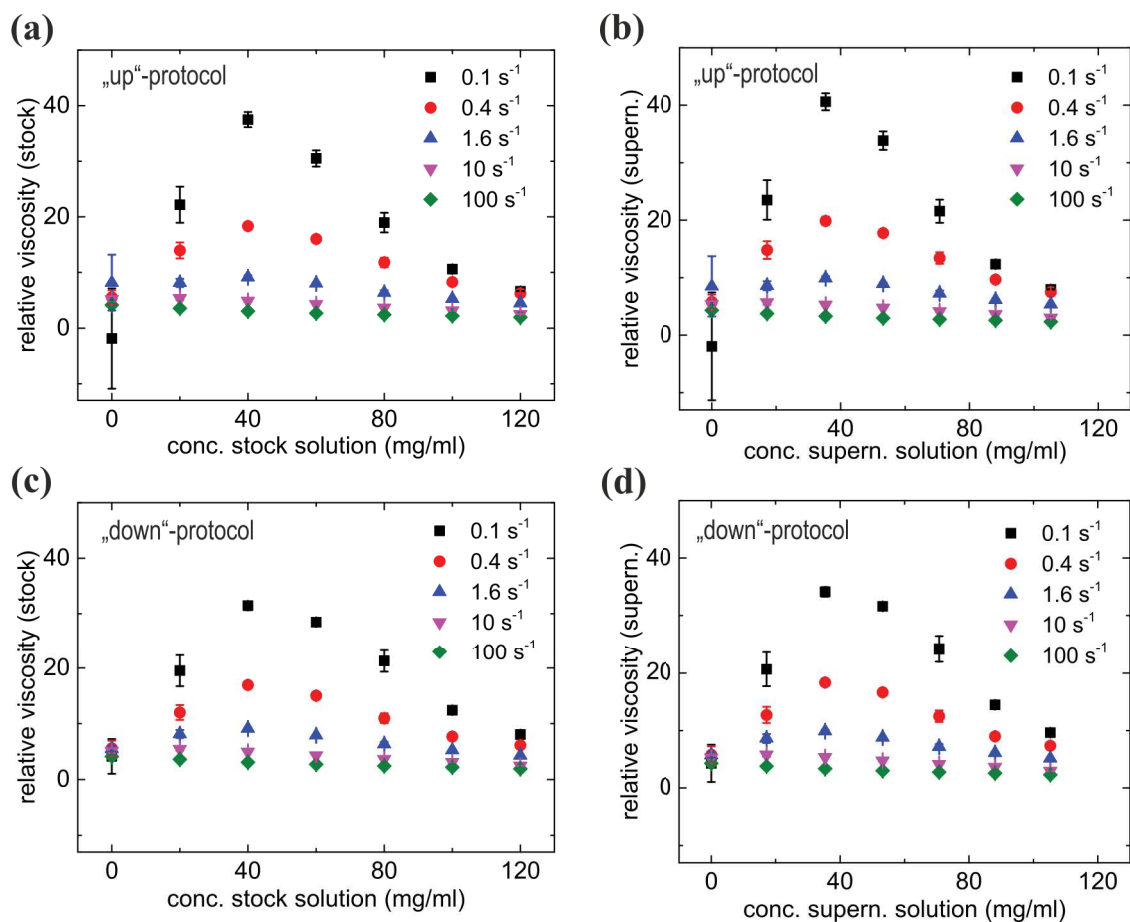 (a)
„up“-protocol
0.1 s⁻¹
0.4 s⁻¹
1.6 s⁻¹
10 s⁻¹
100 s⁻¹
relative viscosity (stock)
40
20
0
0 40 80 120
conc. stock solution (mg/ml)
(b)
„up“-protocol
0.1 s⁻¹
0.4 s⁻¹
1.6 s⁻¹
10 s⁻¹
100 s⁻¹
relative viscosity (supern.)
40
20
0
0 40 80 120
conc. supern. solution (mg/ml)
(c)
„down“-protocol
0.1 s⁻¹
0.4 s⁻¹
1.6 s⁻¹
10 s⁻¹
100 s⁻¹
relative viscosity (stock)
40
20
0
0 40 80 120
conc. stock solution (mg/ml)
(d)
„down“-protocol
0.1 s⁻¹
0.4 s⁻¹
1.6 s⁻¹
10 s⁻¹
100 s⁻¹
relative viscosity (supern.)
40
20
0
0 40 80 120
conc. supern. solution (mg/ml)